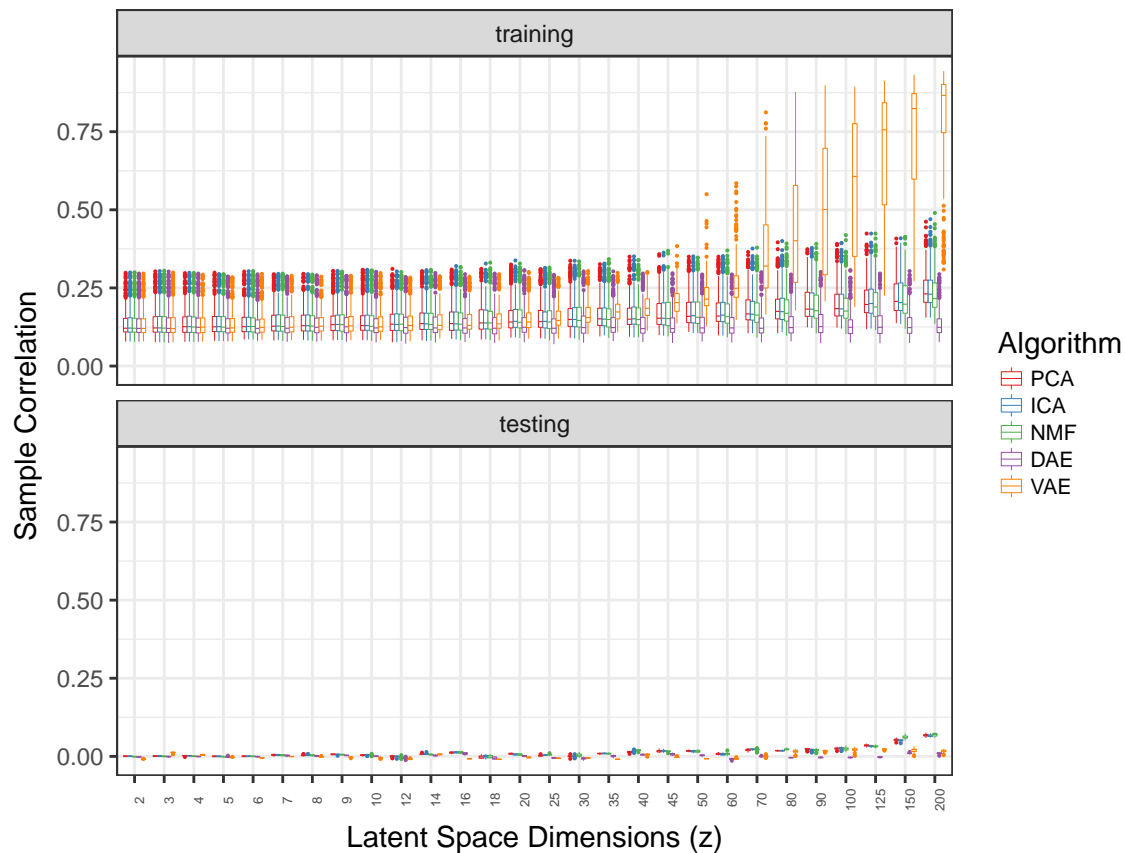 training
0.75
0.50
0.25
0.00
testing
0.75
0.50
0.25
0.00
Sample Correlation
2 3 4 5 6 7 8 9 10 12 14 16 18 20 25 30 35 40 45 50 60 70 80 90 100 125 150 200
Latent Space Dimensions (z)
Algorithm
PCA
ICA
NMF
DAE
VAE